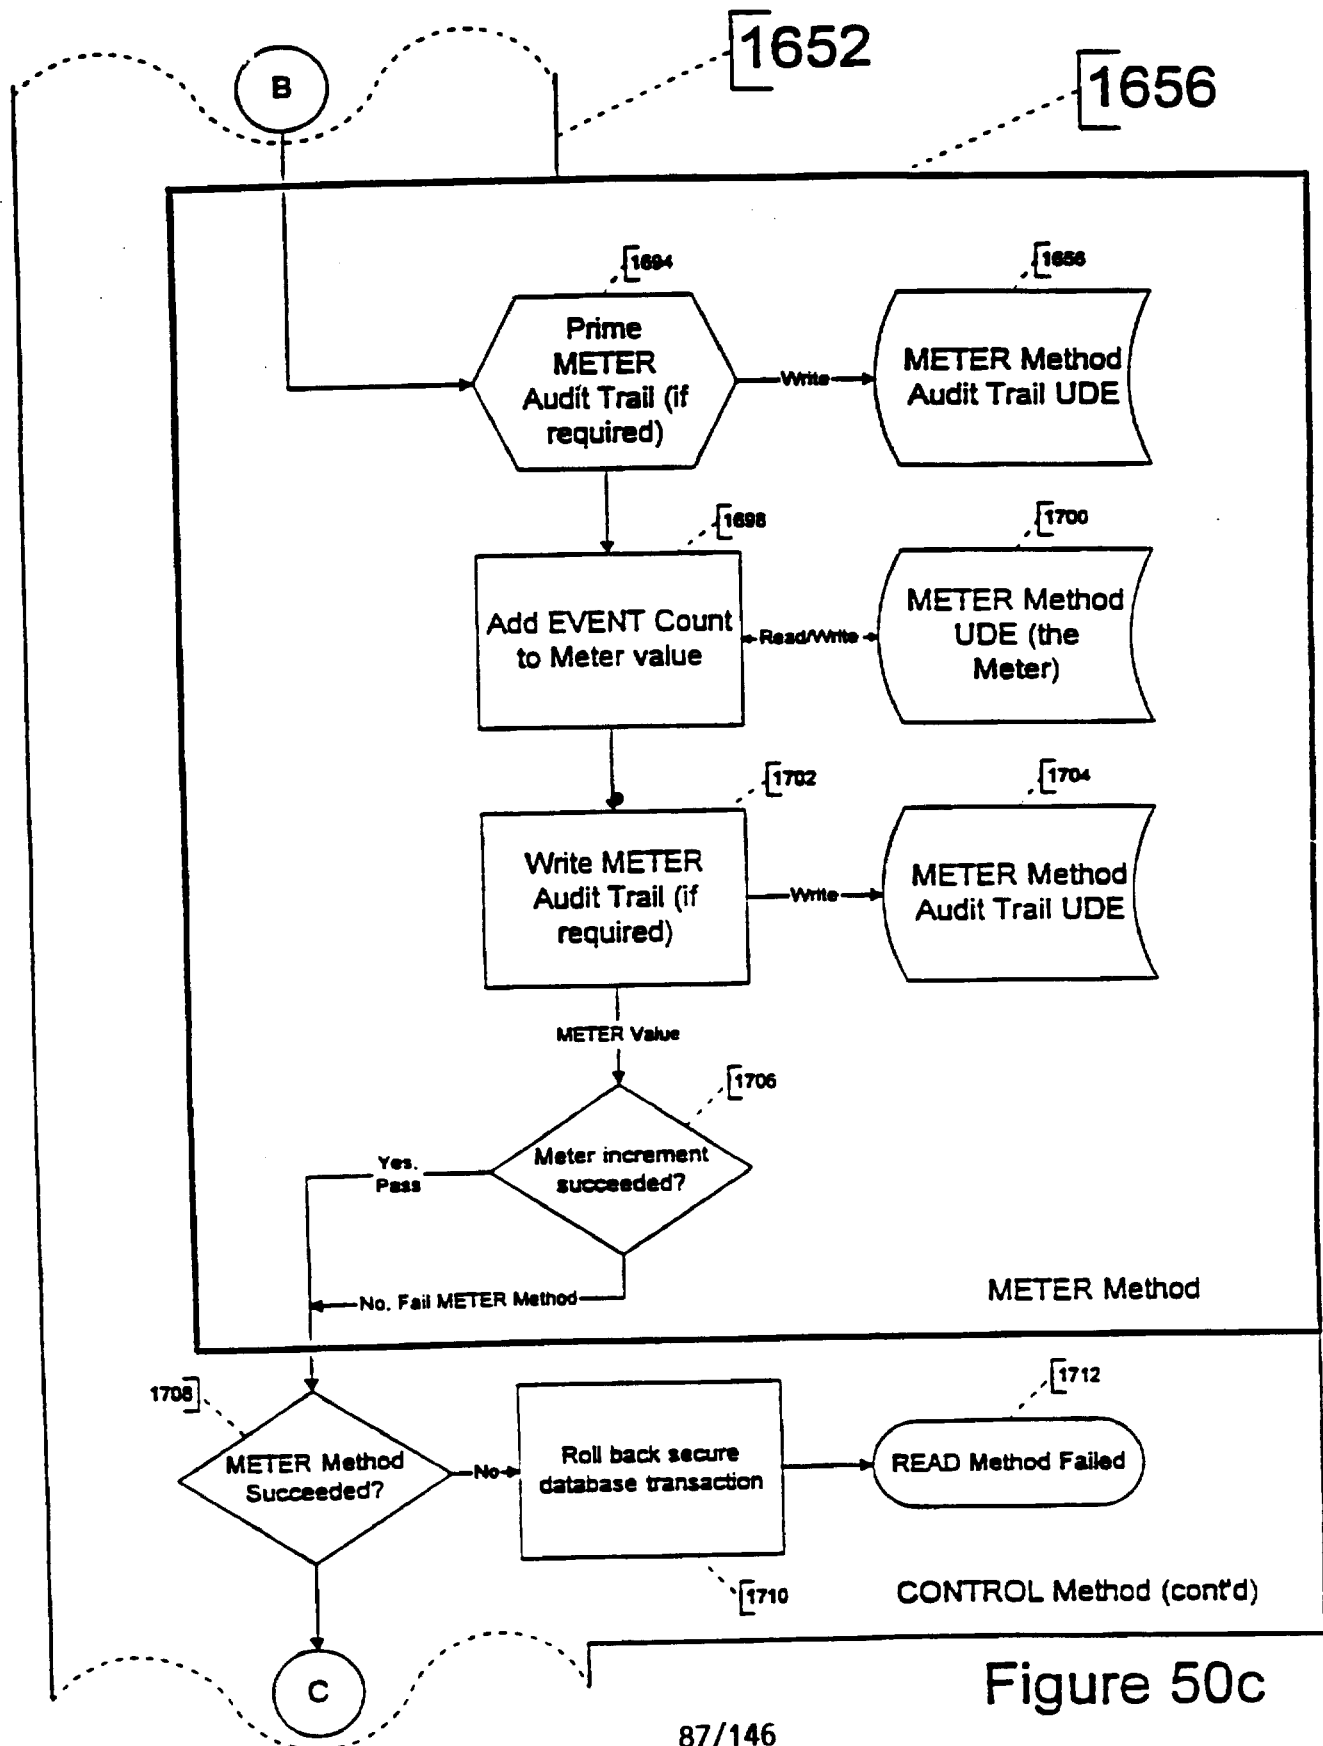 1652
1656
B
1694
1656
Prime
METER
Audit Trail (if
required)
Write
METER Method
Audit Trail UDE
1698
1700
Add EVENT Count
to Meter value
Read/Write
METER Method
UDE (the
Meter)
1702
1704
Write METER
Audit Trail (if
required)
Write
METER Method
Audit Trail UDE
METER Value
1706
Meter increment
succeeded?
Yes.
Pass
No. Fail METER Method
METER Method
1708
1712
METER Method
Succeeded?
No
Roll back secure
database transaction
READ Method Failed
1710
CONTROL Method (cont'd)
C
Figure 50c
87/146